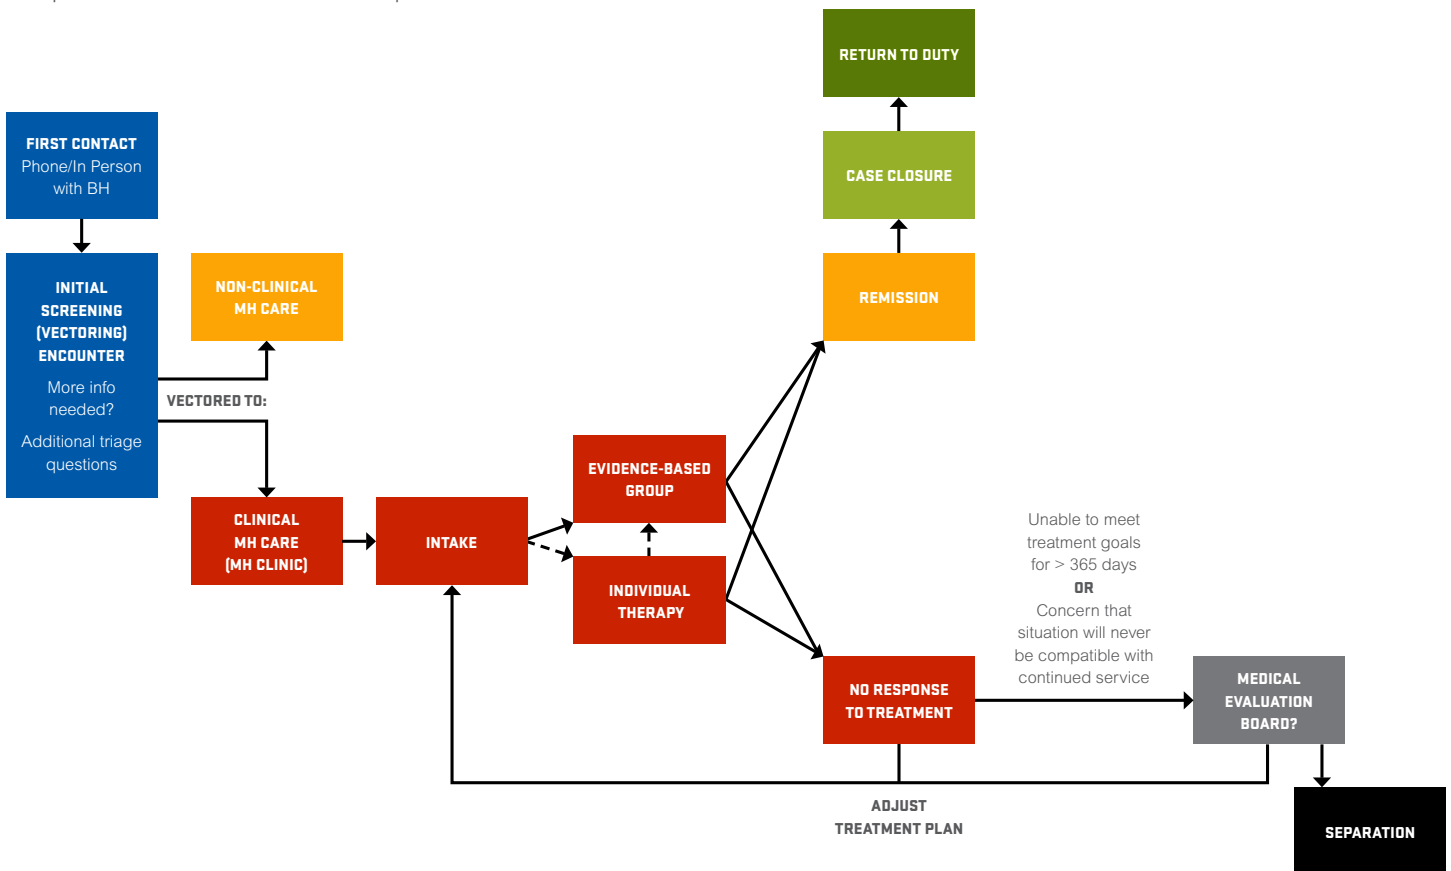 RETURN TO DUTY
FIRST CONTACT
Phone/In Person
with BH
CASE CLOSURE
INITIAL
SCREENING
(VECTORING)
ENCOUNTER
More info
needed?
Additional triage
questions
NON-CLINICAL
MH CARE
REMISSION
VECTORED TO:
CLINICAL
MH CARE
(MH CLINIC)
INTAKE
EVIDENCE-BASED
GROUP
INDIVIDUAL
THERAPY
Unable to meet
treatment goals
for > 365 days
OR
Concern that
situation will never
be compatible with
continued service
NO RESPONSE
TO TREATMENT
MEDICAL
EVALUATION
BOARD?
ADJUST
TREATMENT PLAN
SEPARATION